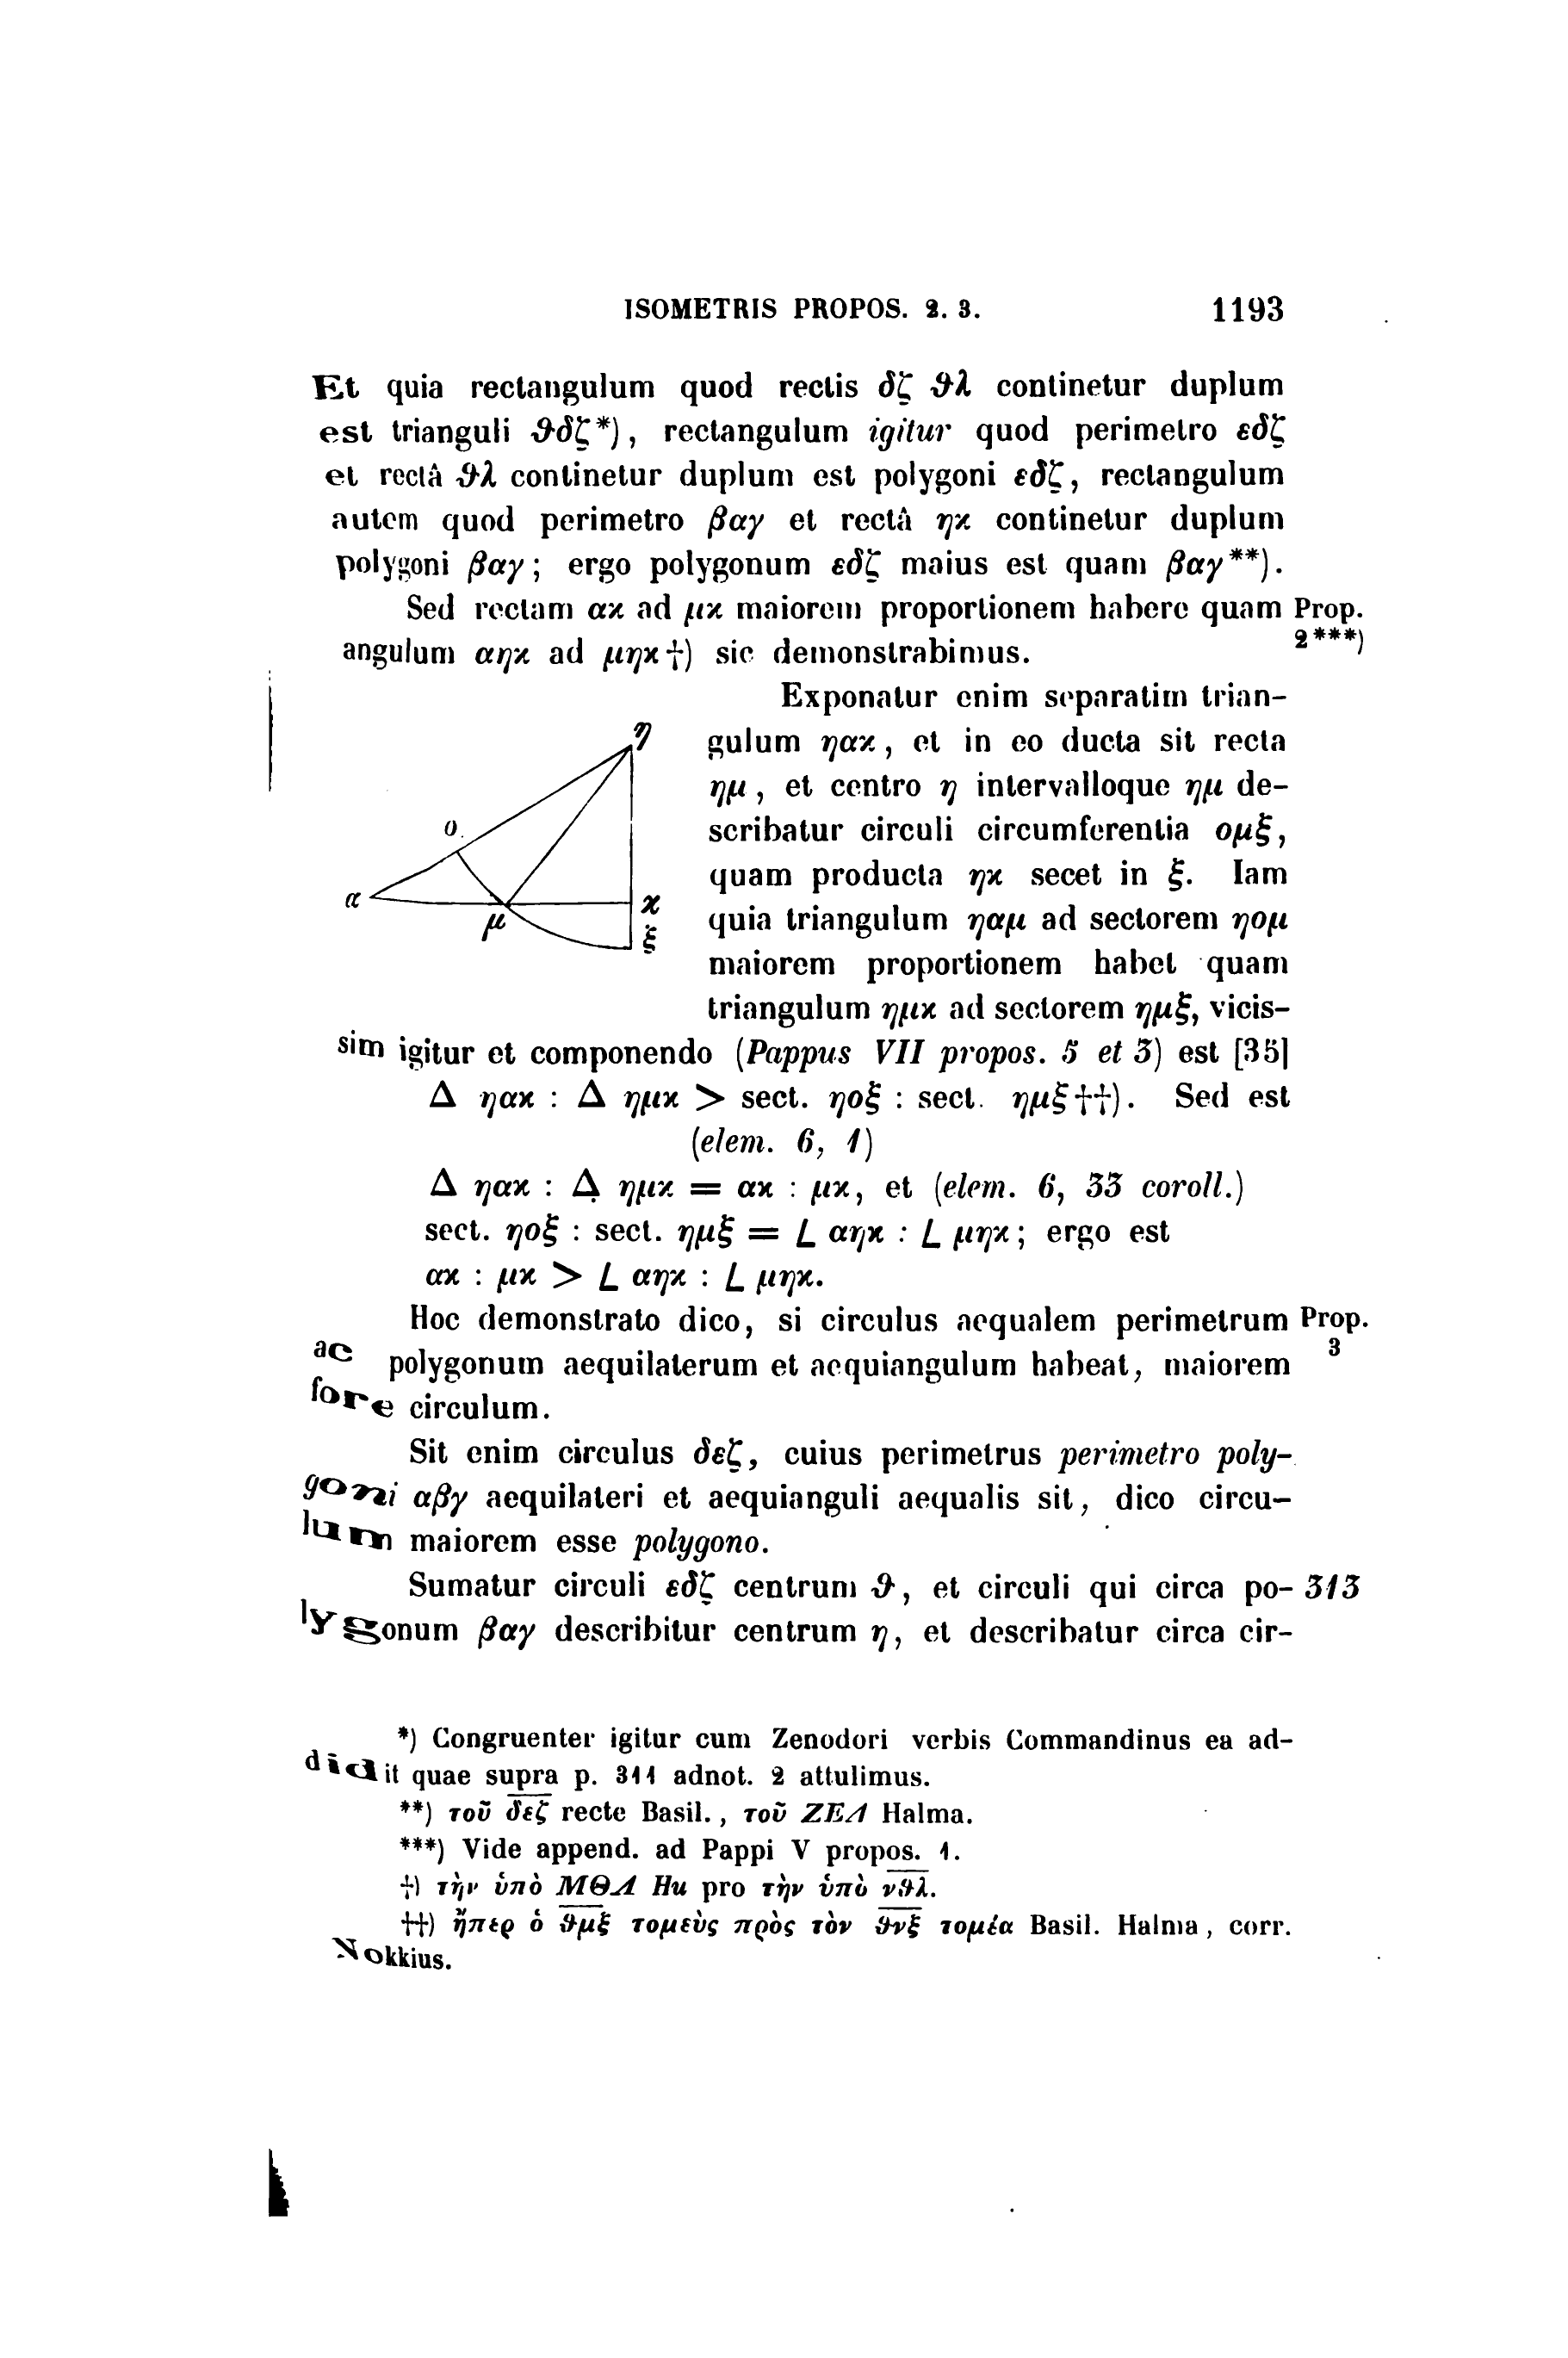 ISOMETRIS PROPOS. 2. 3. 1193
Et quia rectangulum quod rectis δζ ϑλ continetur duplum
est trianguli ϑδζ*), rectangulum igitur quod perimetro εδζ
et rectâ ϑλ continetur duplum est polygoni εδζ, rectangulum
autem quod perimetro βαγ et rectâ ηκ continetur duplum
polygoni βαγ; ergo polygonum εδζ maius est quam βαγ**).
Sed rectam ακ ad μκ maiorem proportionem habere quam Prop.
angulum αηκ ad μηκ†) sic demonstrabimus. 2***)
Exponatur enim separatim trian-
gulum ηακ, et in eo ducta sit recta
ημ, et centro η intervalloque ημ de-
scribatur circuli circumferentia ομξ,
quam producta ηκ secet in ξ. Iam
quia triangulum ηαμ ad sectorem ηομ
maiorem proportionem habet quam
triangulum ημκ ad sectorem ημξ, vicis-
η
ο
α
μ
κ
ξ
sim igitur et componendo (Pappus VII propos. 5 et 3) est [35]
Δ ηακ : Δ ημκ > sect. ηοξ : sect. ημξ††). Sed est
(elem. 6, 1)
Δ ηακ : Δ ημκ = ακ : μκ, et (elem. 6, 33 coroll.)
sect. ηοξ : sect. ημξ = L αηκ : L μηκ; ergo est
ακ : μκ > L αηκ : L μηκ.
Hoc demonstrato dico, si circulus aequalem perimetrum Prop.
ac polygonum aequilaterum et aequiangulum habeat, maiorem 3
fore circulum.
Sit enim circulus δεζ, cuius perimetrus perimetro poly-
goni αβγ aequilateri et aequianguli aequalis sit, dico circu-
lum maiorem esse polygono.
Sumatur circuli εδζ centrum ϑ, et circuli qui circa po- 313
lygonum βαγ describitur centrum η, et describatur circa cir-
*) Congruenter igitur cum Zenodori verbis Commandinus ea ad-
didit quae supra p. 311 adnot. 2 attulimus.
**) τοῦ δεζ recte Basil., τοῦ ΖΕΔ Halma.
***) Vide append. ad Pappi V propos. 1.
†) τὴν ὑπὸ ΜΘΛ Hu pro τὴν ὑπὸ νϑλ.
††) ἤπερ ὁ ϑμξ τομεὺς πρὸς τὸν ϑνξ τομέα Basil. Halma, corr.
Nokkius.